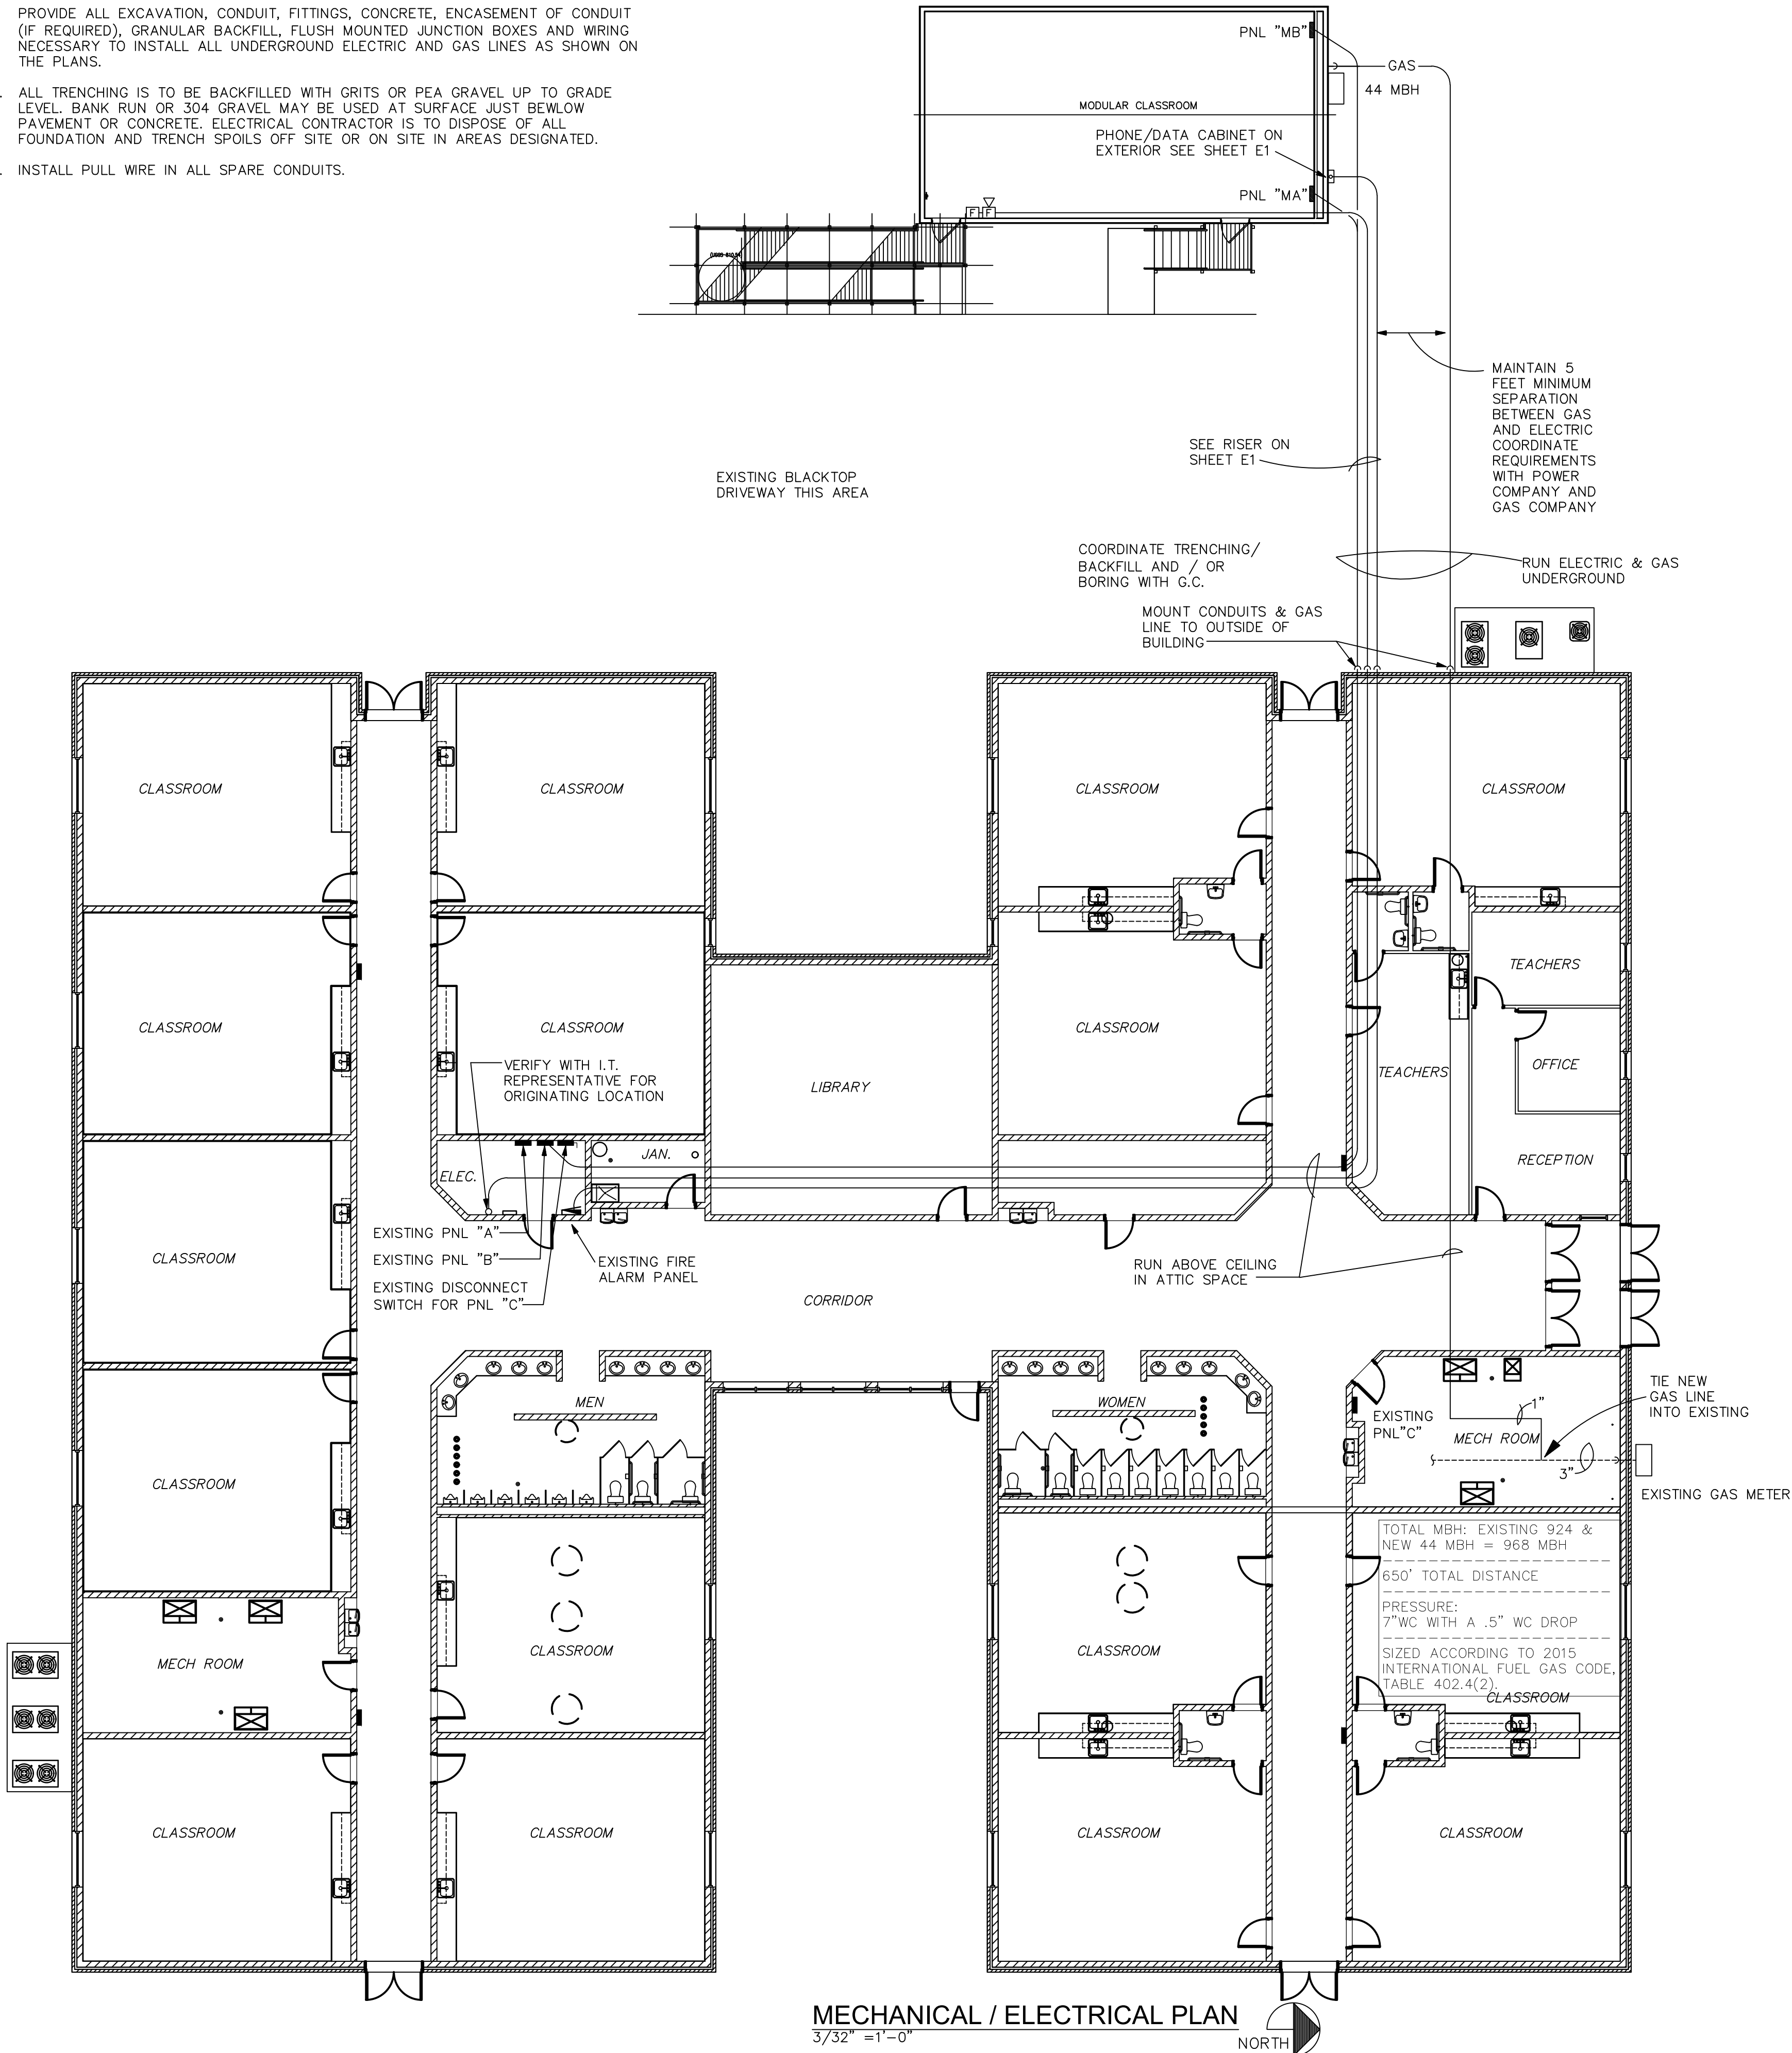 PROVIDE ALL EXCAVATION, CONDUIT, FITTINGS, CONCRETE, ENCASEMENT OF CONDUIT
(IF REQUIRED), GRANULAR BACKFILL, FLUSH MOUNTED JUNCTION BOXES AND WIRING
NECESSARY TO INSTALL ALL UNDERGROUND ELECTRIC AND GAS LINES AS SHOWN ON
THE PLANS.
. ALL TRENCHING IS TO BE BACKFILLED WITH GRITS OR PEA GRAVEL UP TO GRADE
LEVEL. BANK RUN OR 304 GRAVEL MAY BE USED AT SURFACE JUST BEWLOW
PAVEMENT OR CONCRETE. ELECTRICAL CONTRACTOR IS TO DISPOSE OF ALL
FOUNDATION AND TRENCH SPOILS OFF SITE OR ON SITE IN AREAS DESIGNATED.
. INSTALL PULL WIRE IN ALL SPARE CONDUITS.
PNL "MB"
GAS
44 MBH
MODULAR CLASSROOM
PHONE/DATA CABINET ON
EXTERIOR SEE SHEET E1
PNL "MA"
F F
MAINTAIN 5
FEET MINIMUM
SEPARATION
BETWEEN GAS
AND ELECTRIC
COORDINATE
REQUIREMENTS
WITH POWER
COMPANY AND
GAS COMPANY
SEE RISER ON
SHEET E1
EXISTING BLACKTOP
DRIVEWAY THIS AREA
COORDINATE TRENCHING/
BACKFILL AND / OR
BORING WITH G.C.
RUN ELECTRIC & GAS
UNDERGROUND
MOUNT CONDUITS & GAS
LINE TO OUTSIDE OF
BUILDING
CLASSROOM
CLASSROOM
CLASSROOM
CLASSROOM
TEACHERS
CLASSROOM
CLASSROOM
CLASSROOM
VERIFY WITH I.T.
REPRESENTATIVE FOR
ORIGINATING LOCATION
LIBRARY
TEACHERS
OFFICE
ELEC.
JAN.
RECEPTION
EXISTING PNL "A"
EXISTING PNL "B"
EXISTING DISCONNECT
SWITCH FOR PNL "C"
EXISTING FIRE
ALARM PANEL
CLASSROOM
CORRIDOR
RUN ABOVE CEILING
IN ATTIC SPACE
MEN
WOMEN
EXISTING
PNL"C"
1"
MECH ROOM
3"
TIE NEW
GAS LINE
INTO EXISTING
EXISTING GAS METER
CLASSROOM
TOTAL MBH: EXISTING 924 &
NEW 44 MBH = 968 MBH
650' TOTAL DISTANCE
PRESSURE:
7"WC WITH A .5" WC DROP
SIZED ACCORDING TO 2015
INTERNATIONAL FUEL GAS CODE,
TABLE 402.4(2).
CLASSROOM
MECH ROOM
CLASSROOM
CLASSROOM
CLASSROOM
CLASSROOM
CLASSROOM
CLASSROOM
MECHANICAL / ELECTRICAL PLAN
3/32" =1'-0"
NORTH